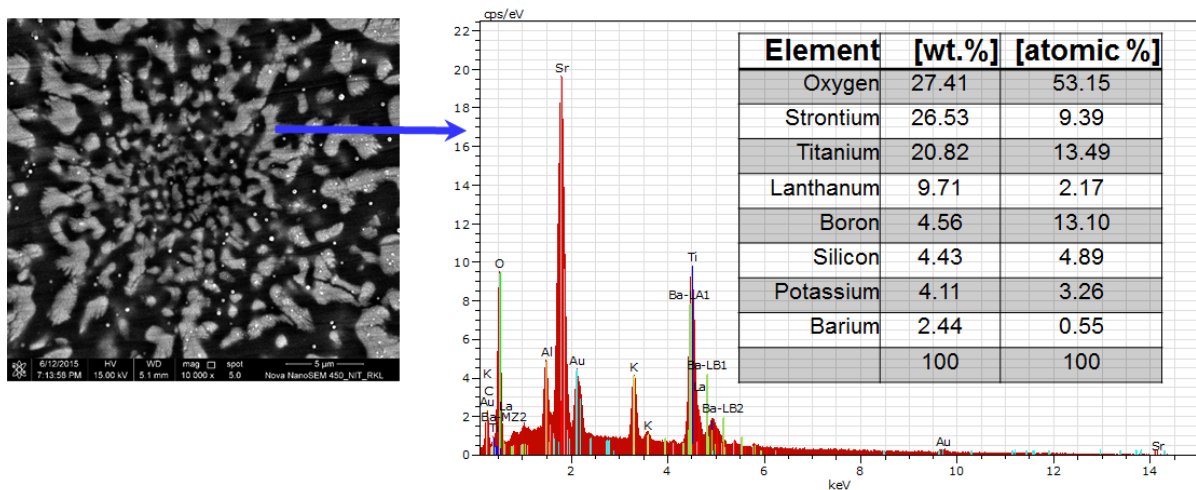 cps/eV
22
20
18
16
14
12
10
8
6
4
2
0
Sr
O
Ti
Ba-LA1
Al
Au
K
Ba-LB1
K
C
Au
La
Ba-LB2
La
Ba-MZ2
Ti
K
Au
Sr
2 4 6 8 10 12 14
keV
Element [wt.%] [atomic %]
Oxygen 27.41 53.15
Strontium 26.53 9.39
Titanium 20.82 13.49
Lanthanum 9.71 2.17
Boron 4.56 13.10
Silicon 4.43 4.89
Potassium 4.11 3.26
Barium 2.44 0.55
100 100
6/12/2015 HV WD mag spot 5 µm
7:13:58 PM 15.00 kV 5.1 mm 10 000 x 5.0 Nova NanoSEM 450_NIT_RKL